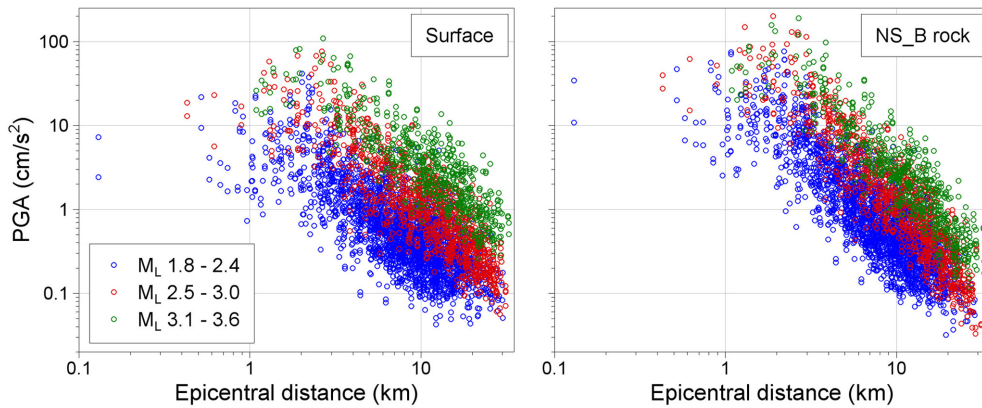 Surface
NS_B rock
PGA (cm/s²)
100
10
1
0.1
M_L 1.8 - 2.4
M_L 2.5 - 3.0
M_L 3.1 - 3.6
0.1 1 10
0.1 1 10
Epicentral distance (km)
Epicentral distance (km)